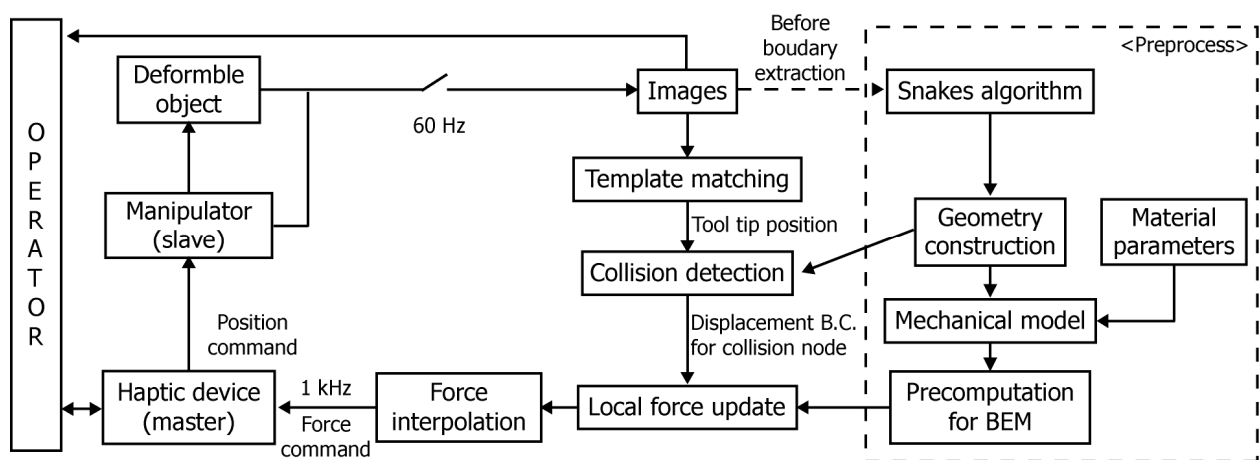 OPERATOR
Deformble
object
Manipulator
(slave)
Position
command
Haptic device
(master)
60 Hz
Images
Template matching
Tool tip position
Collision detection
Displacement B.C.
for collision node
Local force update
Force
interpolation
1 kHz
Force
command
Before
boudary
extraction
<Preprocess>
Snakes algorithm
Geometry
construction
Material
parameters
Mechanical model
Precomputation
for BEM